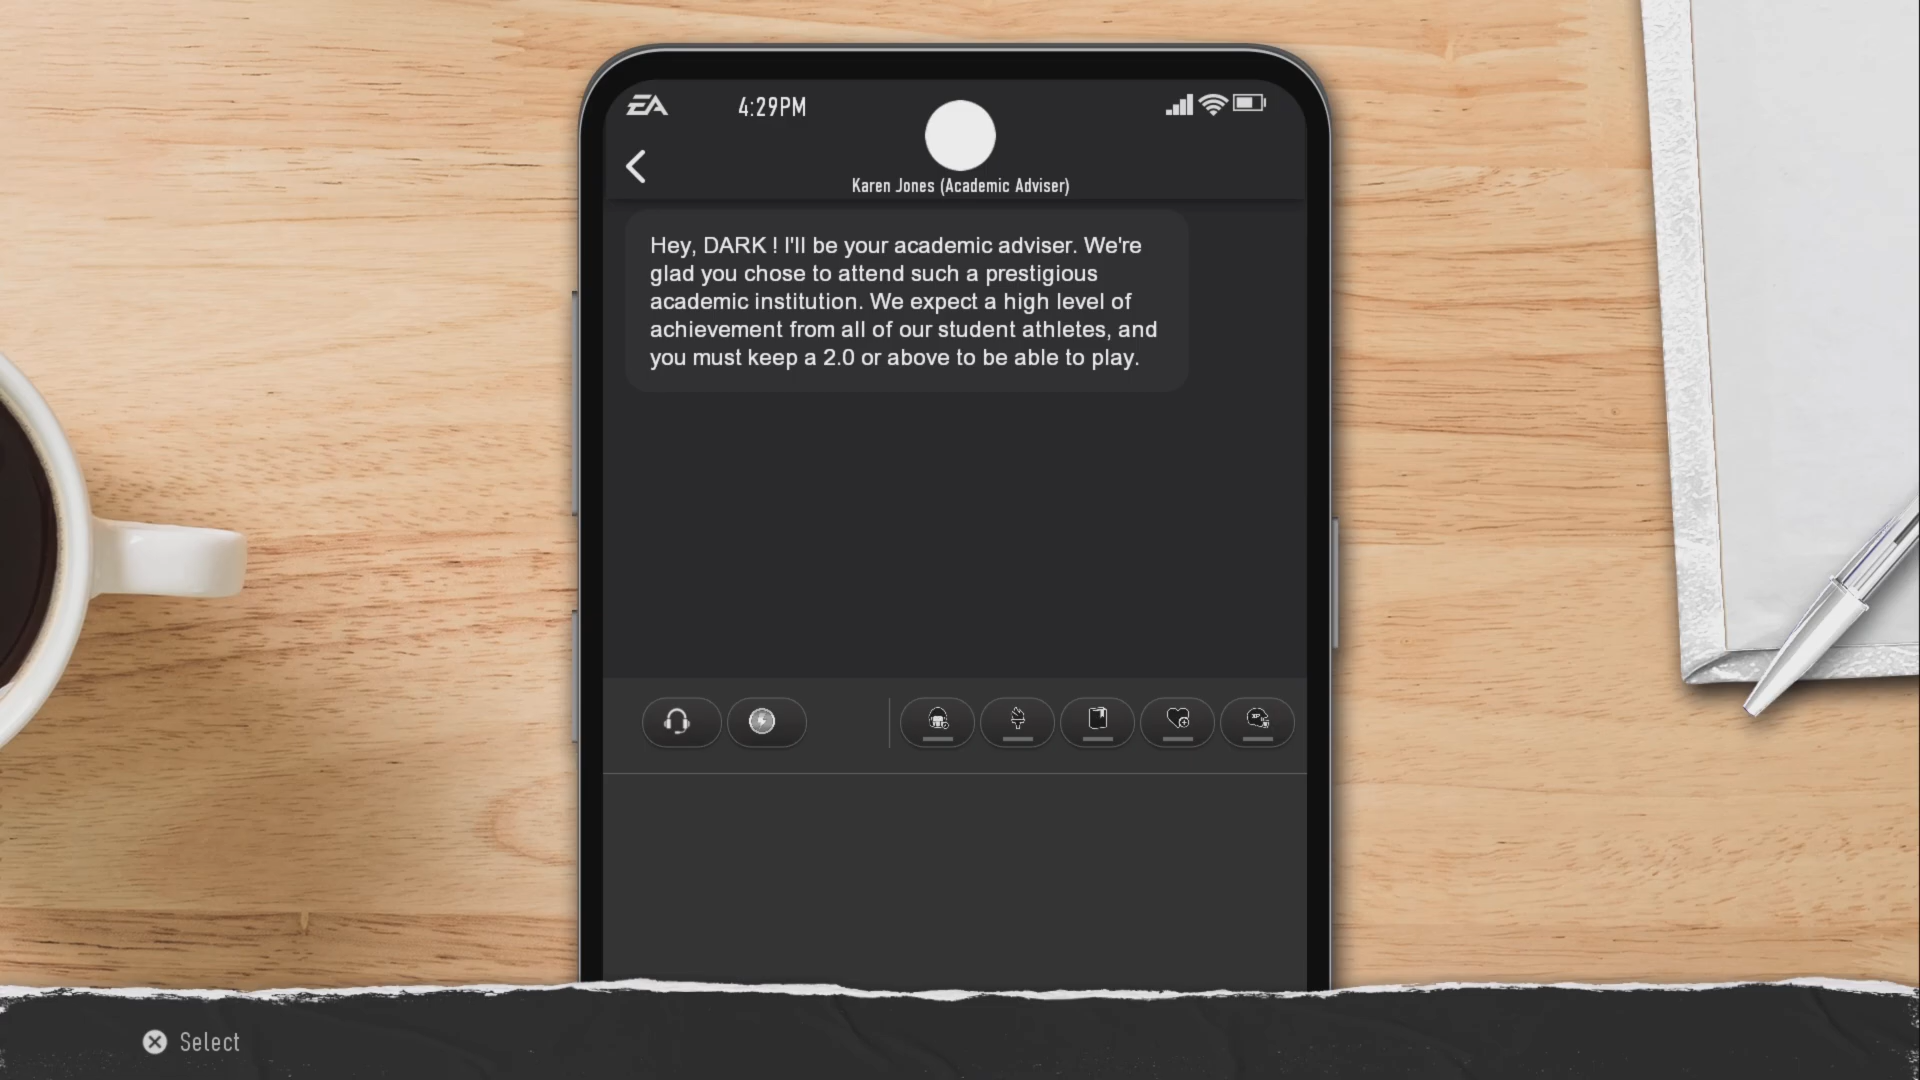 EA
4:29PM
Karen Jones (Academic Adviser)
Hey, DARK ! I'll be your academic adviser. We're
glad you chose to attend such a prestigious
academic institution. We expect a high level of
achievement from all of our student athletes, and
you must keep a 2.0 or above to be able to play.
XP
Select